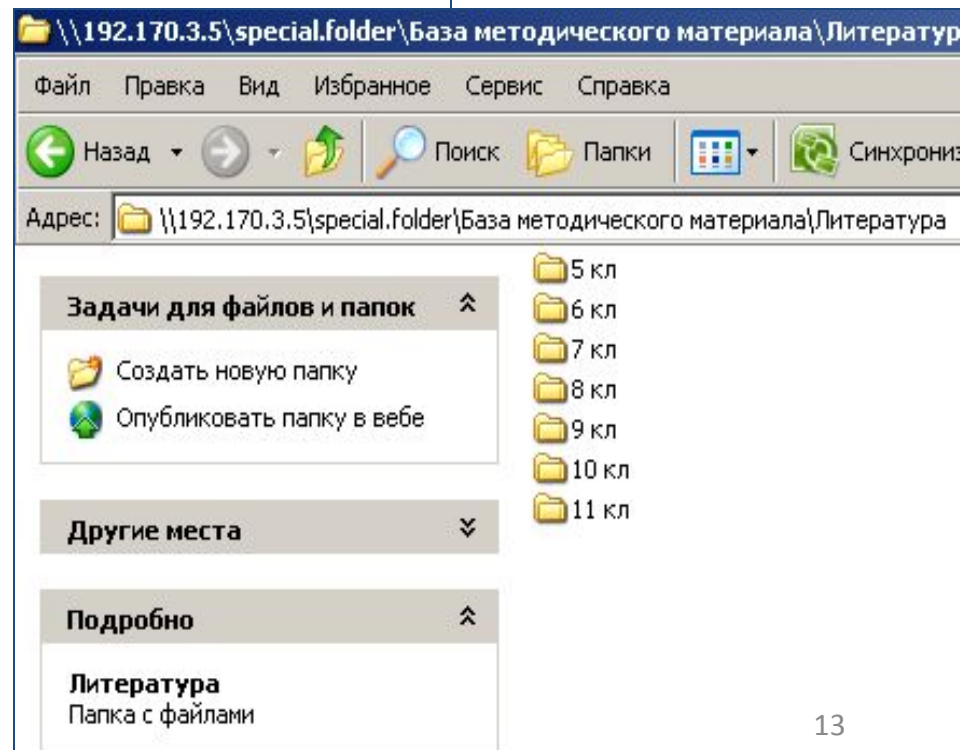 \\192.170.3.5\special.folder\База методического материала\Литератур
Файл Правка Вид Избранное Сервис Справка
Назад Поиск Папки Синхрониз
Адрес: \\192.170.3.5\special.folder\База методического материала\Литература
Задачи для файлов и папок
Создать новую папку
Опубликовать папку в вебе
Другие места
Подробно
Литература
Папка с файлами
5 кл
6 кл
7 кл
8 кл
9 кл
10 кл
11 кл
13